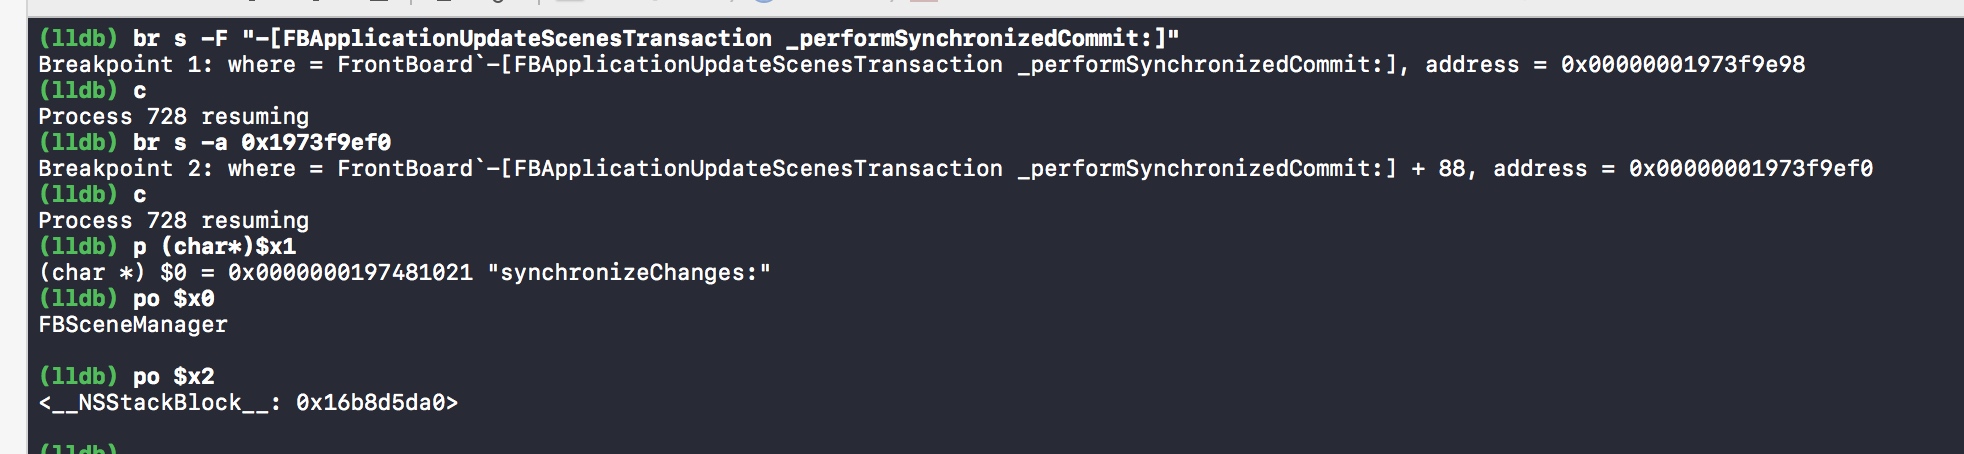 (lldb) br s -F "-[FBApplicationUpdateScenesTransaction _performSynchronizedCommit:]"
Breakpoint 1: where = FrontBoard`-[FBApplicationUpdateScenesTransaction _performSynchronizedCommit:], address = 0x00000001973f9e98
(lldb) c
Process 728 resuming
(lldb) br s -a 0x1973f9ef0
Breakpoint 2: where = FrontBoard`-[FBApplicationUpdateScenesTransaction _performSynchronizedCommit:] + 88, address = 0x00000001973f9ef0
(lldb) c
Process 728 resuming
(lldb) p (char*)$x1
(char *) $0 = 0x0000000197481021 "synchronizeChanges:"
(lldb) po $x0
FBSceneManager
(lldb) po $x2
<__NSStackBlock__: 0x16b8d5da0>
(lldb)